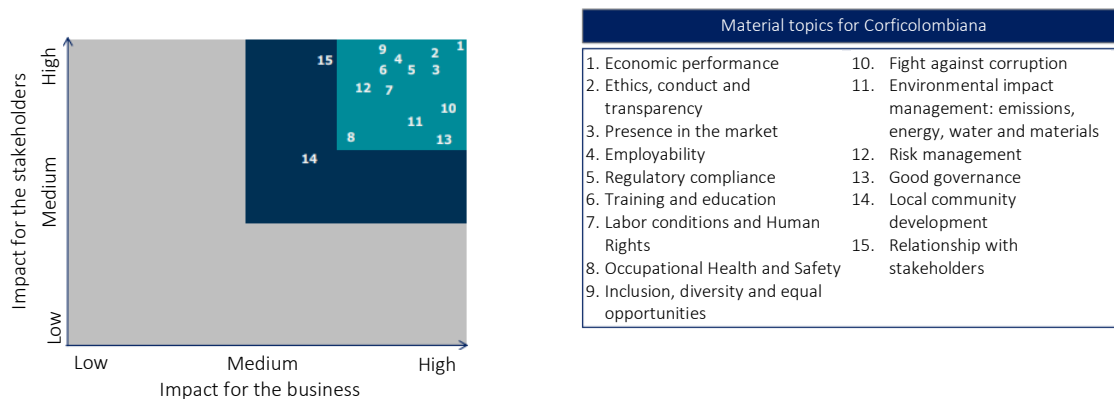 Impact for the stakeholders
High
Medium
Low
9
4
2
1
15
6
5
3
12
7
10
11
8
13
14
Low
Medium
High
Impact for the business
Material topics for Corficolombiana
1. Economic performance
2. Ethics, conduct and
transparency
3. Presence in the market
4. Employability
5. Regulatory compliance
6. Training and education
7. Labor conditions and Human
Rights
8. Occupational Health and Safety
9. Inclusion, diversity and equal
opportunities
10. Fight against corruption
11. Environmental impact
management: emissions,
energy, water and materials
12. Risk management
13. Good governance
14. Local community
development
15. Relationship with
stakeholders